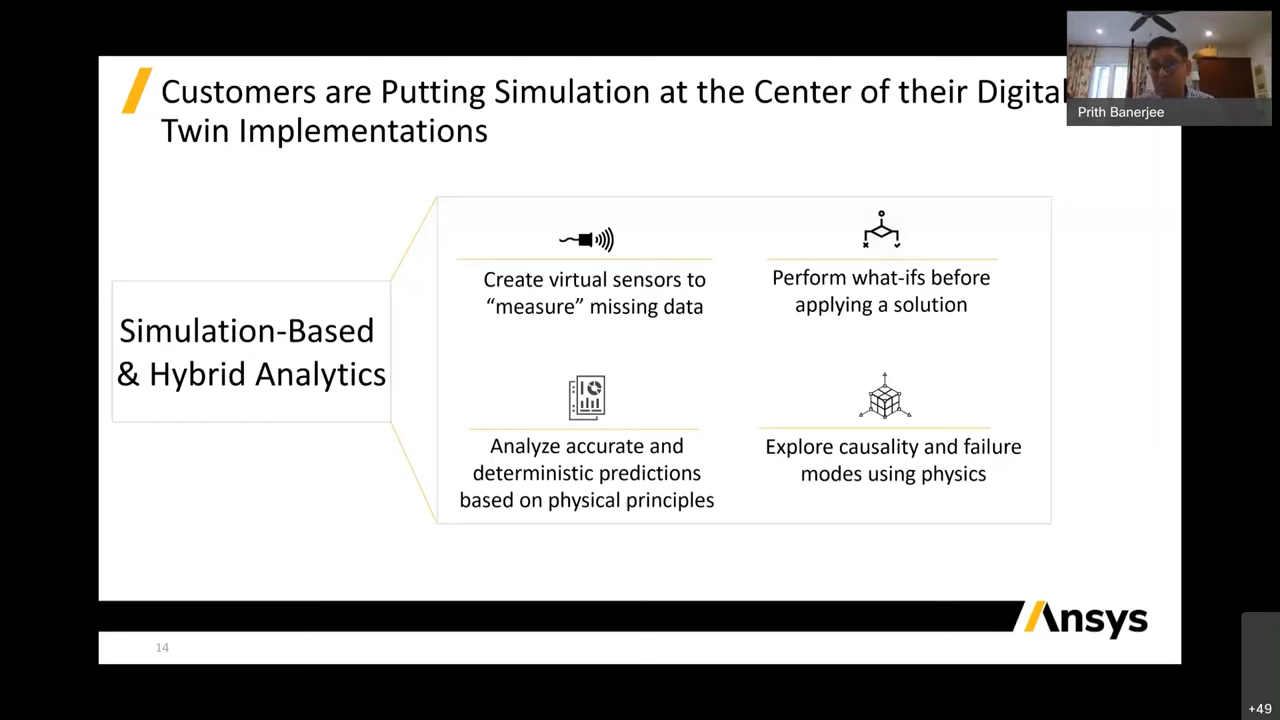 Customers are Putting Simulation at the Center of their Digital
Twin Implementations
Prith Banerjee
Simulation-Based
& Hybrid Analytics
Create virtual sensors to
“measure” missing data
Perform what-ifs before
applying a solution
Analyze accurate and
deterministic predictions
based on physical principles
Explore causality and failure
modes using physics
Ansys
14
+49